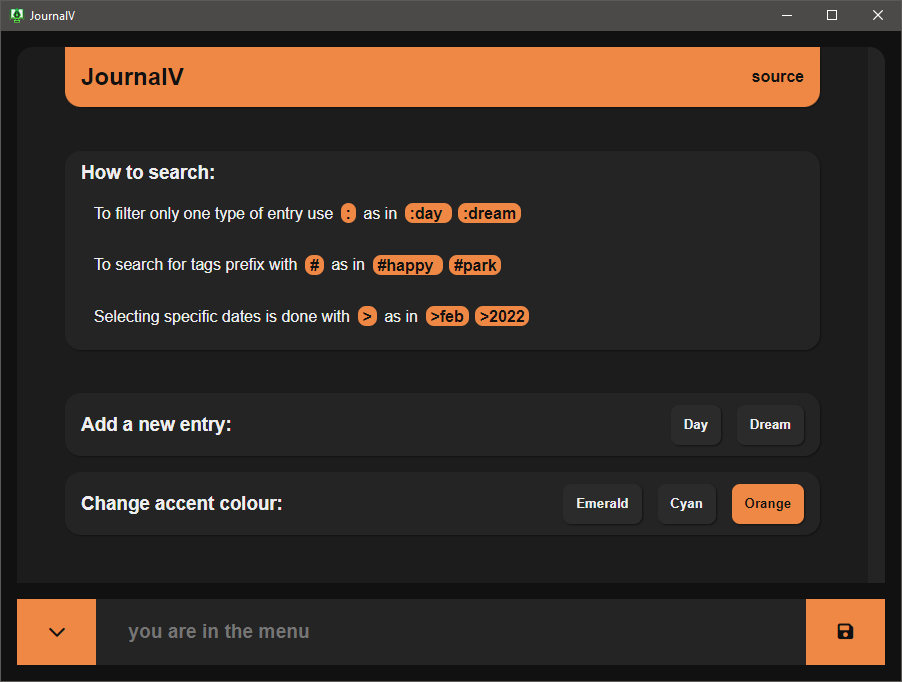 JournalV
JournalV source
How to search:
To filter only one type of entry use : as in :day :dream
To search for tags prefix with # as in #happy #park
Selecting specific dates is done with > as in >feb >2022
Add a new entry: Day Dream
Change accent colour: Emerald Cyan Orange
you are in the menu